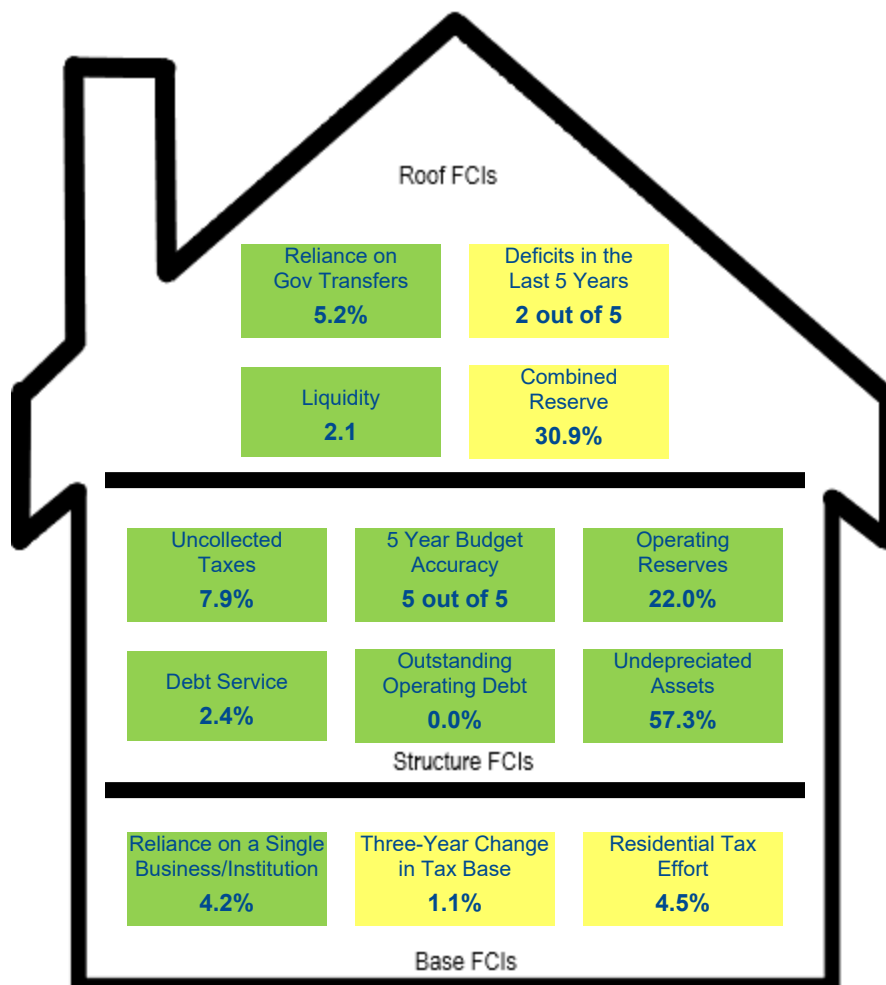 Roof FCIs
Reliance on
Gov Transfers
5.2%
Deficits in the
Last 5 Years
2 out of 5
Liquidity
2.1
Combined
Reserve
30.9%
Uncollected
Taxes
7.9%
5 Year Budget
Accuracy
5 out of 5
Operating
Reserves
22.0%
Debt Service
2.4%
Outstanding
Operating Debt
0.0%
Undepreciated
Assets
57.3%
Structure FCIs
Reliance on a Single
Business/Institution
4.2%
Three-Year Change
in Tax Base
1.1%
Residential Tax
Effort
4.5%
Base FCIs